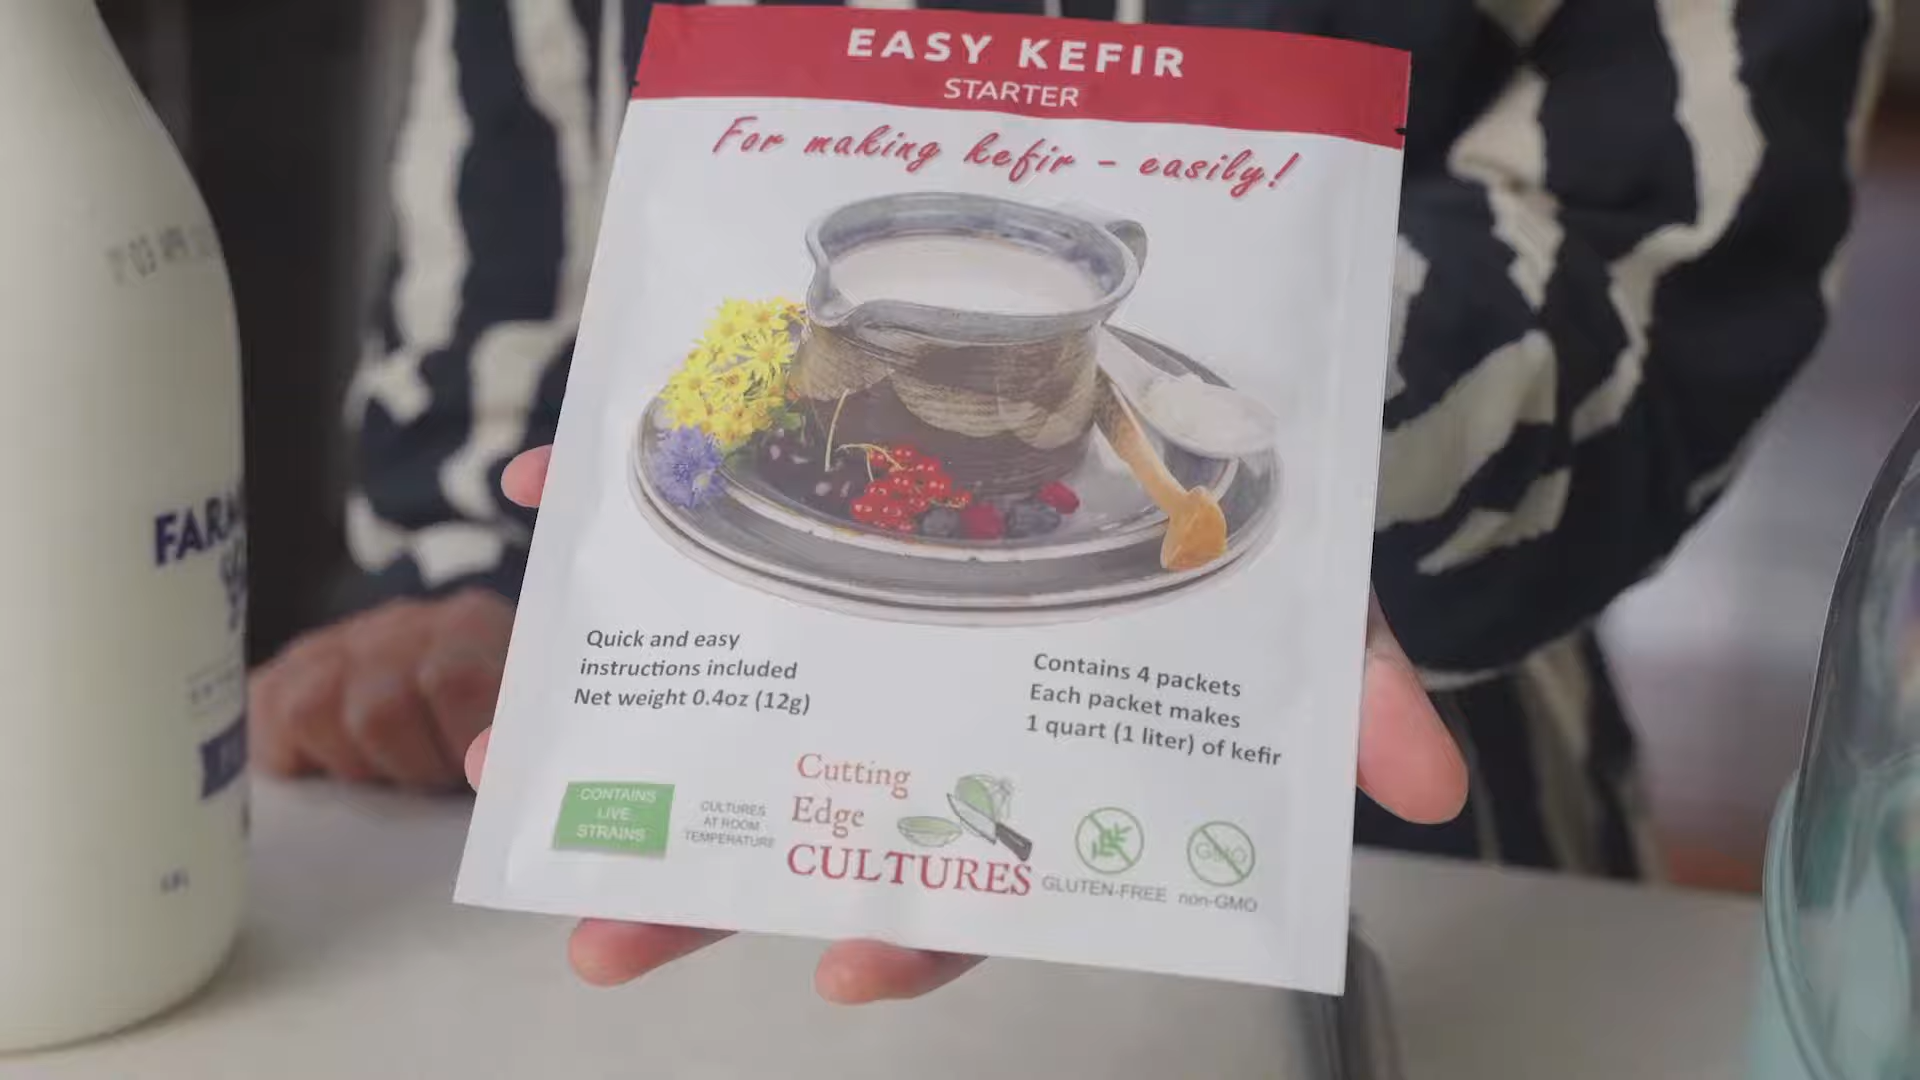 EASY KEFIR
STARTER
For making kefir - easily!
Quick and easy
instructions included
Net weight 0.4oz (12g)
Contains 4 packets
Each packet makes
1 quart (1 liter) of kefir
CONTAINS
LIVE
STRAINS
CULTURES
AT ROOM
TEMPERATURE
Cutting
Edge
CULTURES
GLUTEN-FREE
GMO
non-GMO